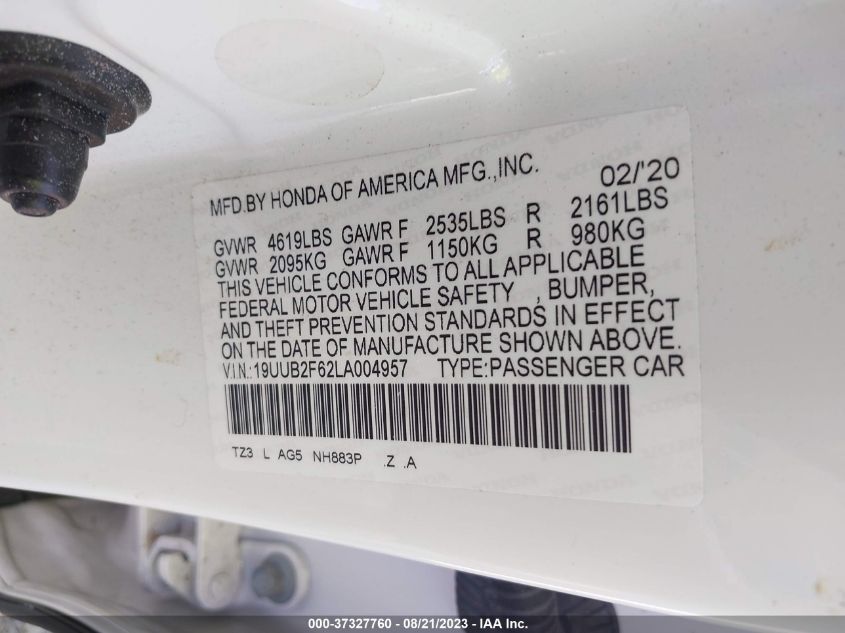 MFD.BY HONDA OF AMERICA MFG.,INC. 02/'20
GVWR 4619LBS GAWR F 2535LBS R 2161LBS
GVWR 2095KG GAWR F 1150KG R 980KG
THIS VEHICLE CONFORMS TO ALL APPLICABLE
FEDERAL MOTOR VEHICLE SAFETY , BUMPER,
AND THEFT PREVENTION STANDARDS IN EFFECT
ON THE DATE OF MANUFACTURE SHOWN ABOVE.
V.I.N.:19UUB2F62LA004957 TYPE:PASSENGER CAR
TZ3 L AG5 NH883P .Z .A
000-37327760 - 08/21/2023 - © IAA, Inc.